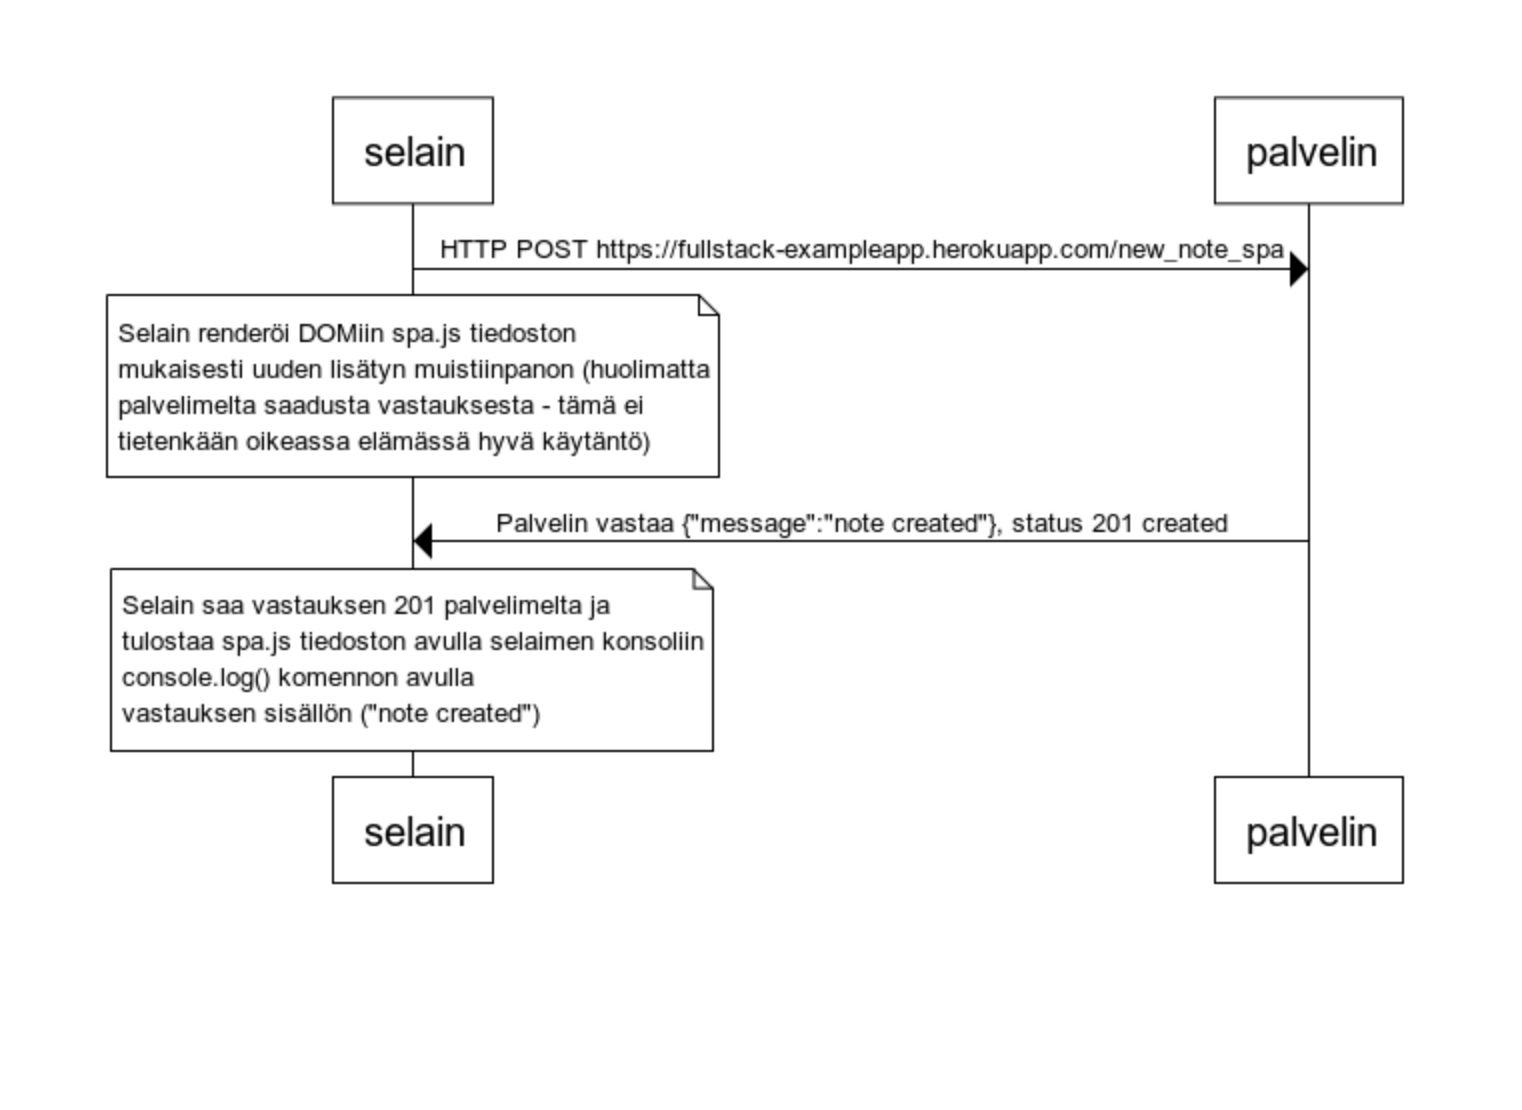 selain
palvelin
HTTP POST https://fullstack-exampleapp.herokuapp.com/new_note_spa
Selain renderöi DOMiin spa.js tiedoston
mukaisesti uuden lisätyn muistiinpanon (huolimatta
palvelimelta saadusta vastauksesta - tämä ei
tietenkään oikeassa elämässä hyvä käytäntö)
Palvelin vastaa {"message":"note created"}, status 201 created
Selain saa vastauksen 201 palvelimelta ja
tulostaa spa.js tiedoston avulla selaimen konsoliin
console.log() komennon avulla
vastauksen sisällön ("note created")
selain
palvelin